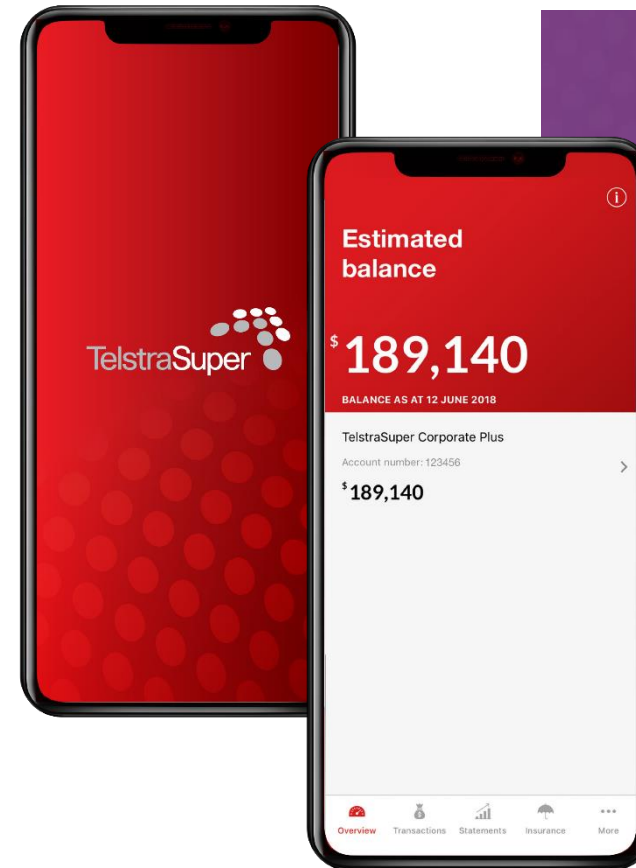 TelstraSuper
Estimated
balance
$189,140
BALANCE AS AT 12 JUNE 2018
TelstraSuper Corporate Plus
Account number: 123456
$189,140
Overview Transactions Statements Insurance More